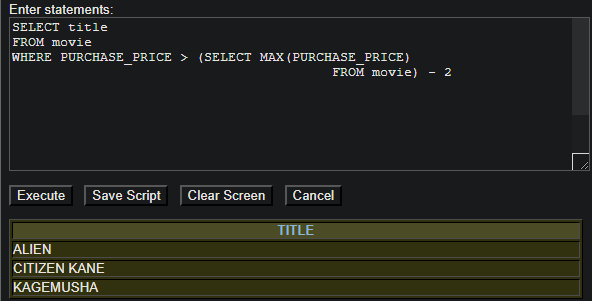 Enter statements:
SELECT title
FROM movie
WHERE PURCHASE_PRICE > (SELECT MAX(PURCHASE_PRICE)
FROM movie) - 2
Execute Save Script Clear Screen Cancel
TITLE
ALIEN
CITIZEN KANE
KAGEMUSHA